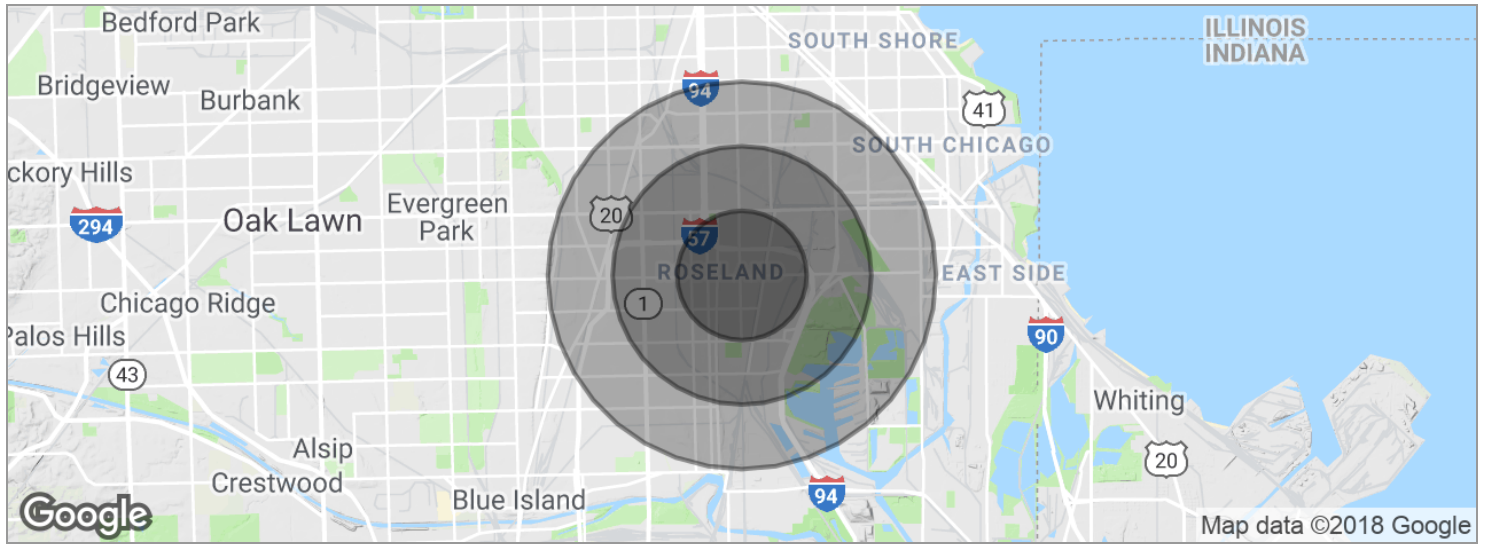 Bedford Park
ILLINOIS
INDIANA
SOUTH SHORE
Bridgeview
94
Burbank
41
SOUTH CHICAGO
ckory Hills
294
Oak Lawn
Evergreen
Park
20
57
ROSELAND
EAST SIDE
Chicago Ridge
1
Palos Hills
90
43
Whiting
Alsip
20
Crestwood
Blue Island
94
Google
Map data ©2018 Google